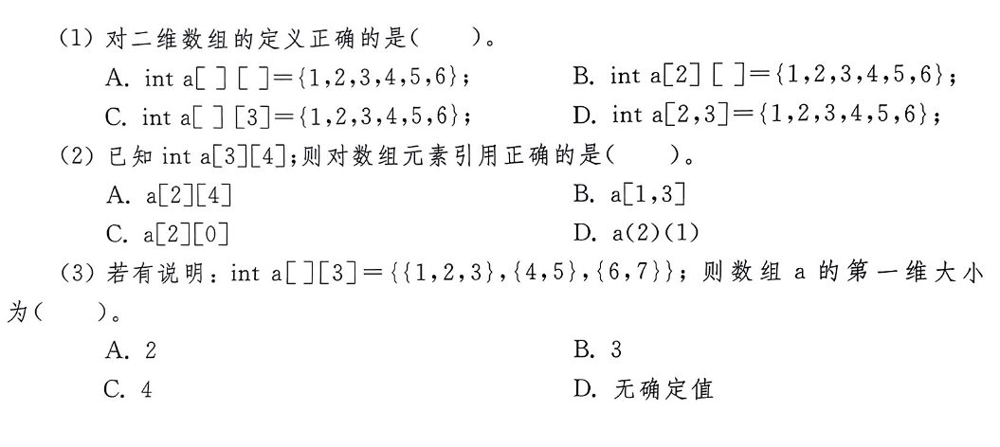 (1) 对二维数组的定义正确的是(  )。
A. int a[ ] [ ]={1,2,3,4,5,6};  B. int a[2] [ ]={1,2,3,4,5,6};
C. int a[ ] [3]={1,2,3,4,5,6};  D. int a[2,3]={1,2,3,4,5,6};
(2) 已知 int a[3][4];则对数组元素引用正确的是(  )。
A. a[2][4]  B. a[1,3]
C. a[2][0]  D. a(2)(1)
(3) 若有说明: int a[ ][3]={{1,2,3},{4,5},{6,7}}; 则数组 a 的第一维大小
为(  )。
A. 2  B. 3
C. 4  D. 无确定值